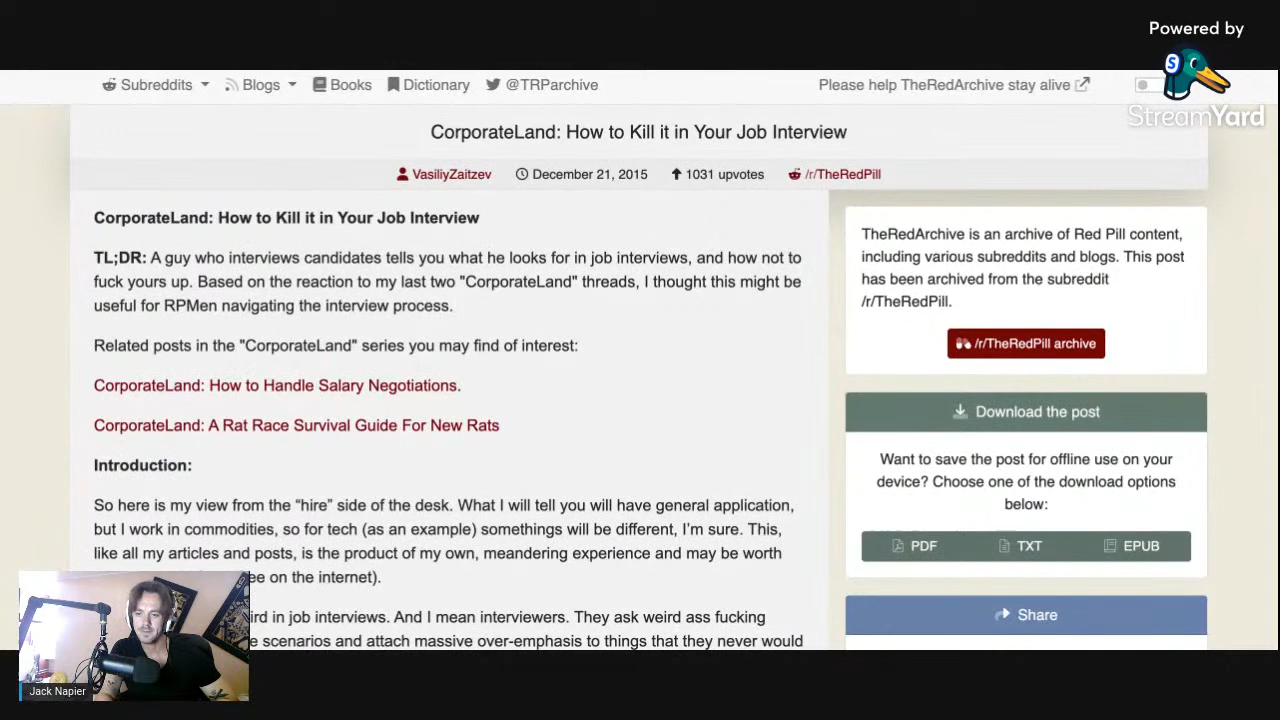 Powered by
StreamYard
Subreddits Blogs Books Dictionary @TRParchive Please help TheRedArchive stay alive
CorporateLand: How to Kill it in Your Job Interview
VasiliyZaitzev December 21, 2015 1031 upvotes /r/TheRedPill
CorporateLand: How to Kill it in Your Job Interview
TL;DR: A guy who interviews candidates tells you what he looks for in job interviews, and how not to
fuck yours up. Based on the reaction to my last two "CorporateLand" threads, I thought this might be
useful for RPMen navigating the interview process.
Related posts in the "CorporateLand" series you may find of interest:
CorporateLand: How to Handle Salary Negotiations.
CorporateLand: A Rat Race Survival Guide For New Rats
Introduction:
So here is my view from the “hire” side of the desk. What I will tell you will have general application,
but I work in commodities, so for tech (as an example) somethings will be different, I’m sure. This,
like all my articles and posts, is the product of my own, meandering experience and may be worth
ee on the internet).
ird in job interviews. And I mean interviewers. They ask weird ass fucking
e scenarios and attach massive over-emphasis to things that they never would
TheRedArchive is an archive of Red Pill content,
including various subreddits and blogs. This post
has been archived from the subreddit
/r/TheRedPill.
/r/TheRedPill archive
Download the post
Want to save the post for offline use on your
device? Choose one of the download options
below:
PDF TXT EPUB
Share
Jack Napier